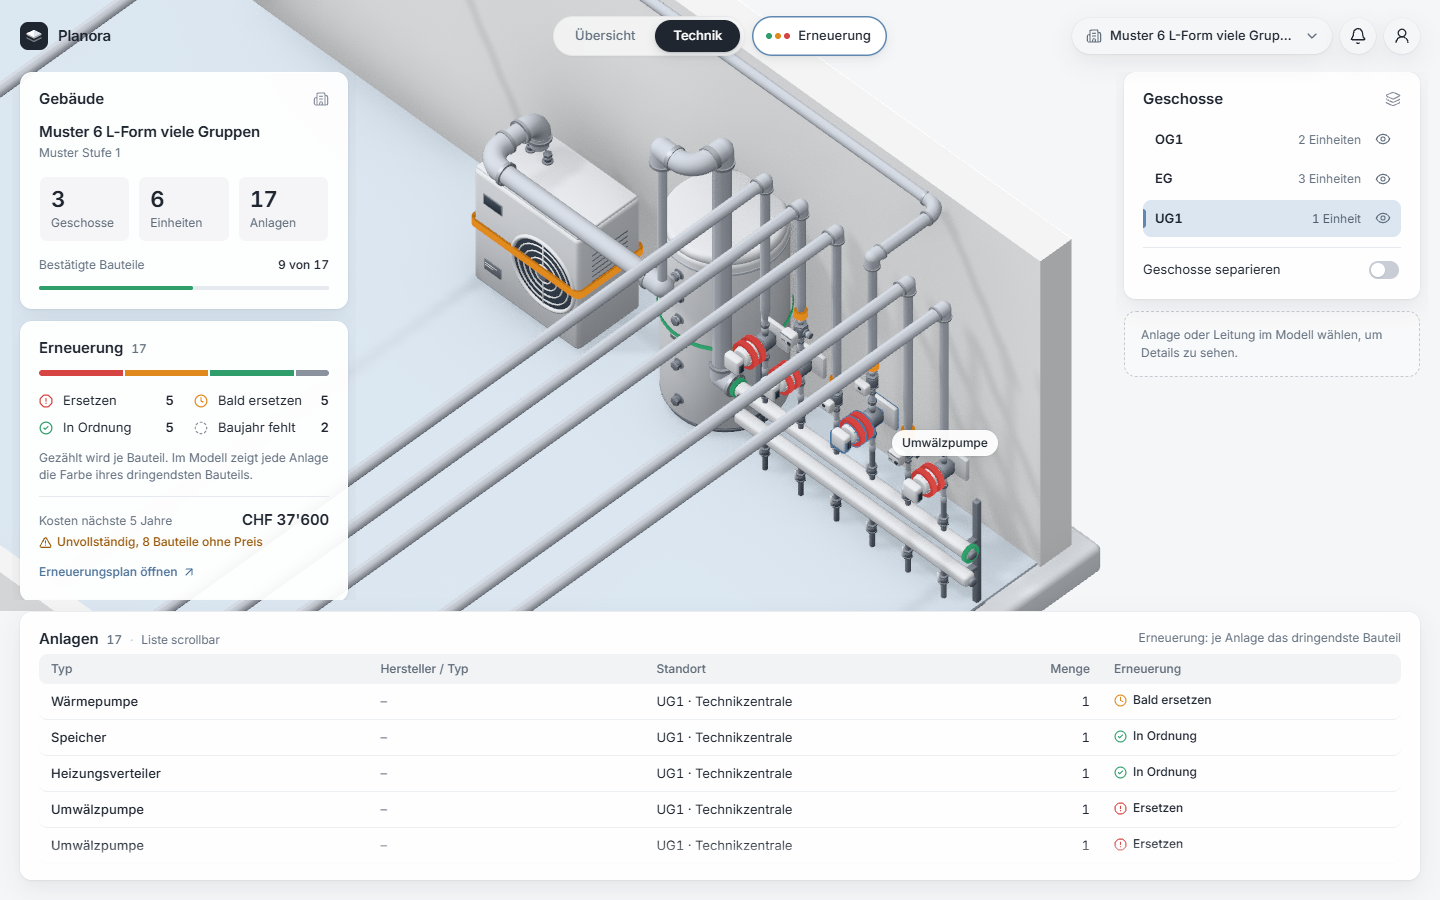 Planora
Übersicht
Technik
Erneuerung
Muster 6 L-Form viele Grup...
Gebäude
Muster 6 L-Form viele Gruppen
Muster Stufe 1
3
Geschosse
6
Einheiten
17
Anlagen
Bestätigte Bauteile
9 von 17
Erneuerung 17
Ersetzen 5
Bald ersetzen 5
In Ordnung 5
Baujahr fehlt 2
Gezählt wird je Bauteil. Im Modell zeigt jede Anlage
die Farbe ihres dringendsten Bauteils.
Kosten nächste 5 Jahre CHF 37'600
Unvollständig, 8 Bauteile ohne Preis
Erneuerungsplan öffnen
Umwälzpumpe
Geschosse
OG1 2 Einheiten
EG 3 Einheiten
UG1 1 Einheit
Geschosse separieren
Anlage oder Leitung im Modell wählen, um
Details zu sehen.
Anlagen 17 · Liste scrollbar
Erneuerung: je Anlage das dringendste Bauteil
Typ Hersteller / Typ Standort Menge Erneuerung
Wärmepumpe – UG1 · Technikzentrale 1 Bald ersetzen
Speicher – UG1 · Technikzentrale 1 In Ordnung
Heizungsverteiler – UG1 · Technikzentrale 1 In Ordnung
Umwälzpumpe – UG1 · Technikzentrale 1 Ersetzen
Umwälzpumpe – UG1 · Technikzentrale 1 Ersetzen